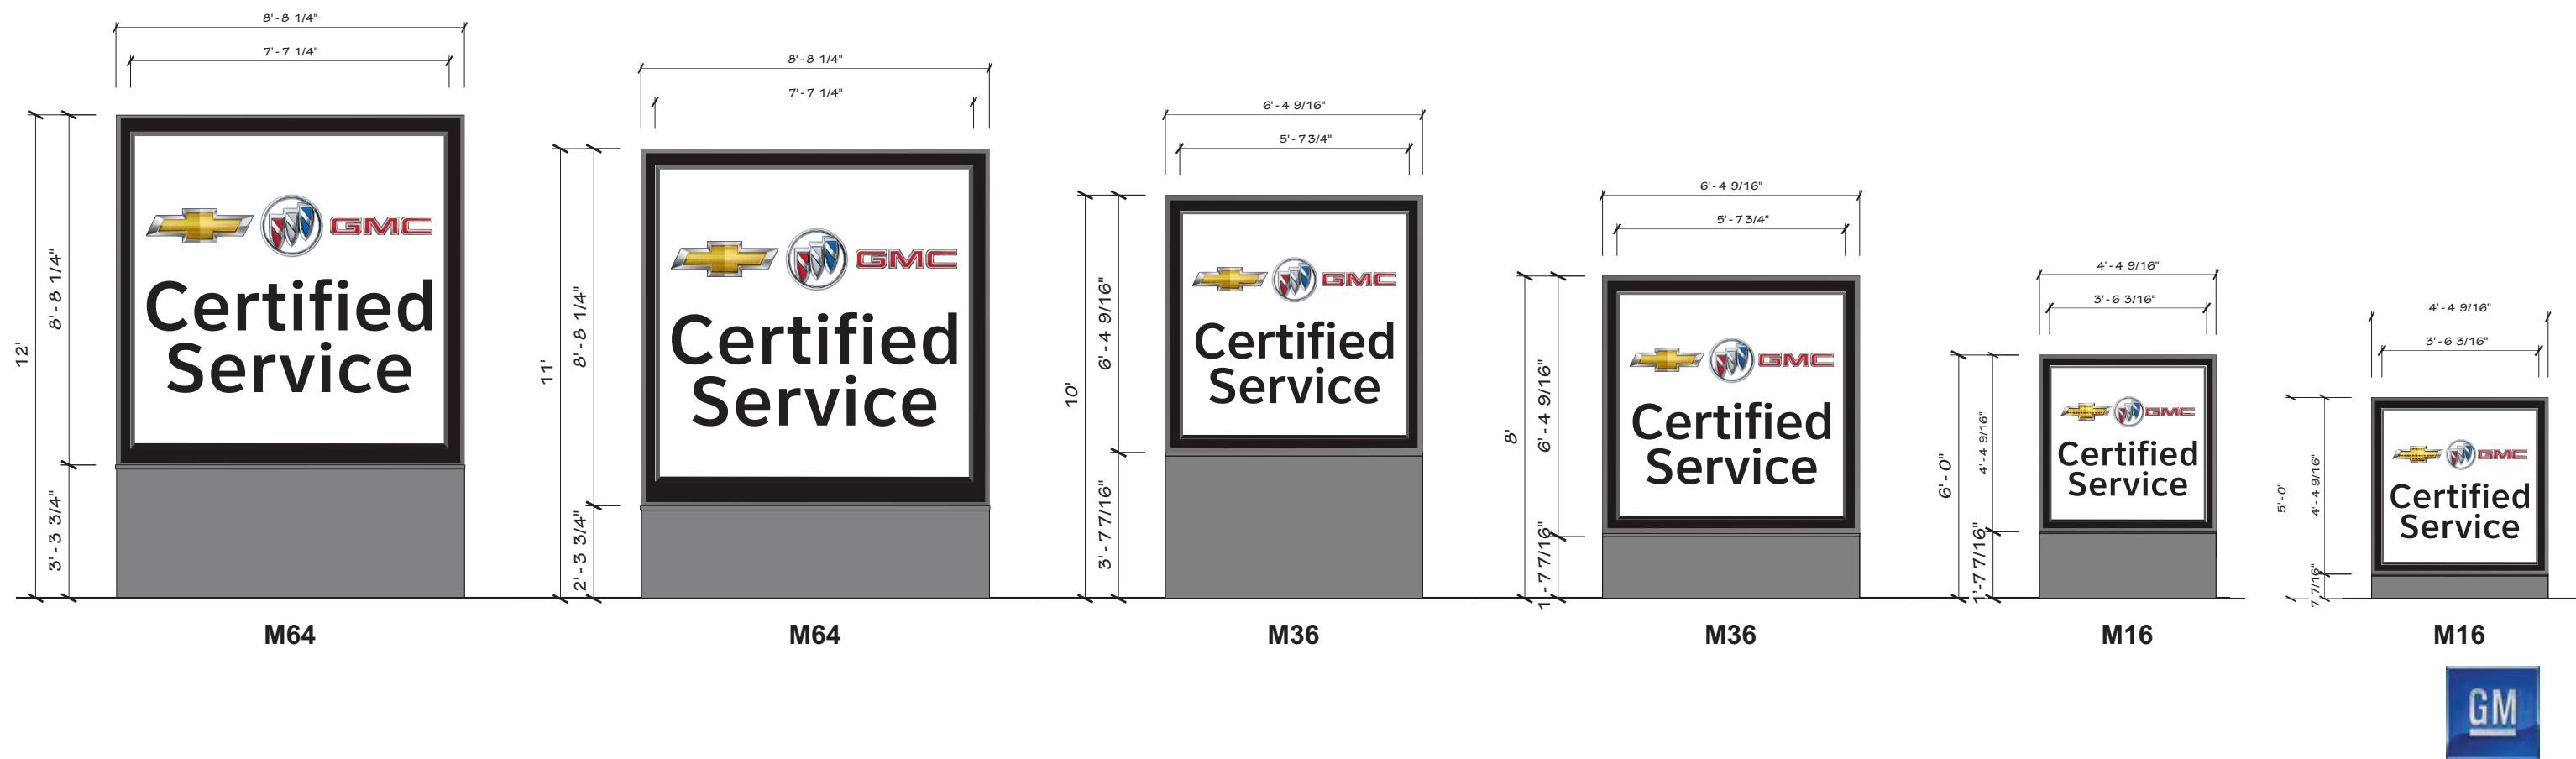 8'- 8 1/4"
7'- 7 1/4"
12'
8'- 8 1/4"
3'- 3 3/4"
GMC
Certified
Service
M64
8'- 8 1/4"
7'- 7 1/4"
11'
8'- 8 1/4"
2'- 3 3/4"
GMC
Certified
Service
M64
6'- 4 9/16"
5'- 7 3/4"
10'
6'- 4 9/16"
3'- 7 7/16"
GMC
Certified
Service
M36
6'- 4 9/16"
5'- 7 3/4"
8'
6'- 4 9/16"
1'- 7 7/16"
GMC
Certified
Service
M36
4'- 4 9/16"
3'- 6 3/16"
6'- 0"
4'- 4 9/16"
1'-7 7/16"
GMC
Certified
Service
M16
4'- 4 9/16"
3'- 6 3/16"
5'- 0"
4'- 4 9/16"
7 7/16"
GMC
Certified
Service
M16
GM